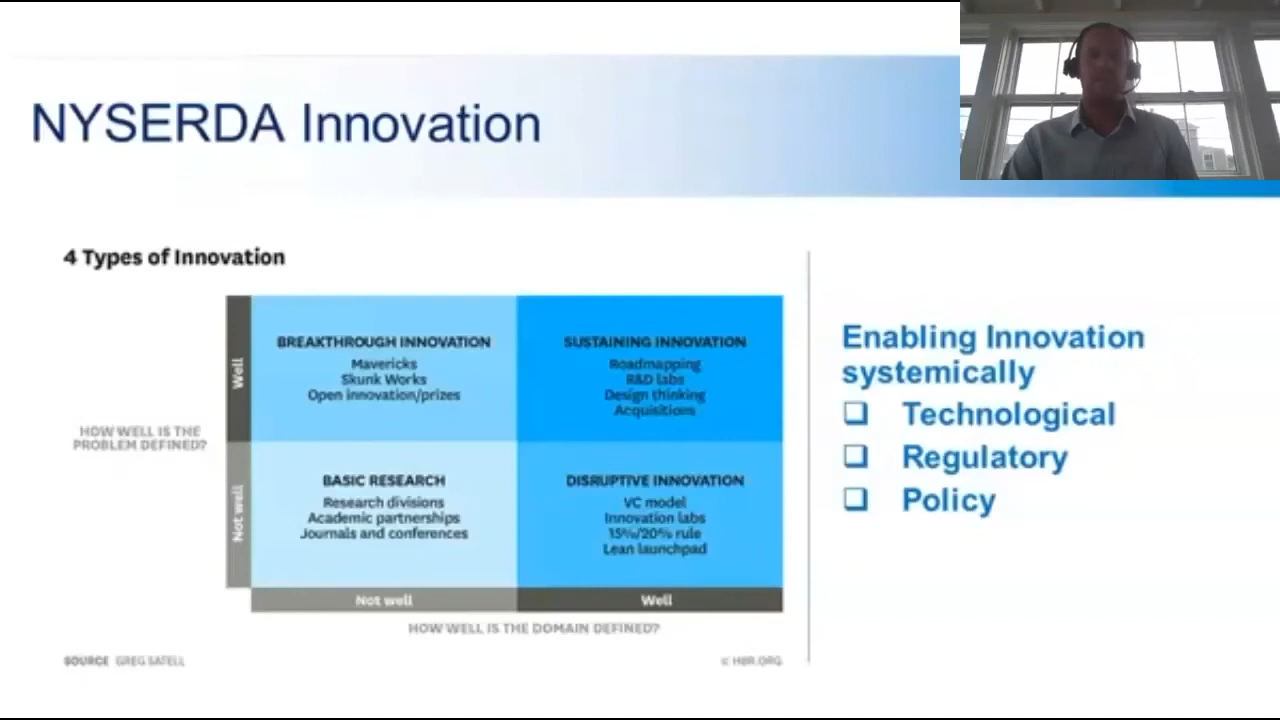 NYSERDA Innovation
4 Types of Innovation
HOW WELL IS THE
PROBLEM DEFINED?
Well
Not well
BREAKTHROUGH INNOVATION
Mavericks
Skunk Works
Open innovation/prizes
SUSTAINING INNOVATION
Roadmapping
R&D labs
Design thinking
Acquisitions
BASIC RESEARCH
Research divisions
Academic partnerships
Journals and conferences
DISRUPTIVE INNOVATION
VC model
Innovation labs
15%/20% rule
Lean launchpad
Not well
Well
HOW WELL IS THE DOMAIN DEFINED?
SOURCE GREG SATELL
© HBR.ORG
Enabling Innovation
systemically
❑ Technological
❑ Regulatory
❑ Policy